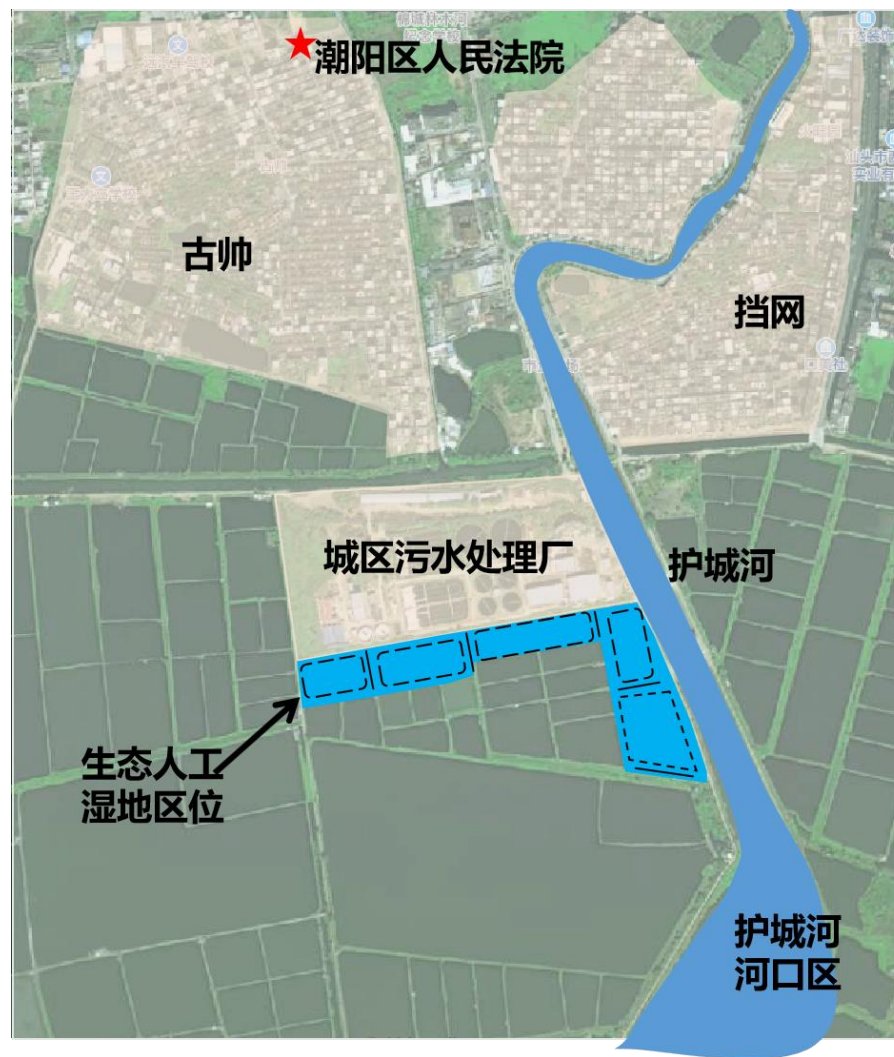 潮阳区人民法院
古帅
挡网
城区污水处理厂
护城河
生态人工
湿地区位
护城河
河口区